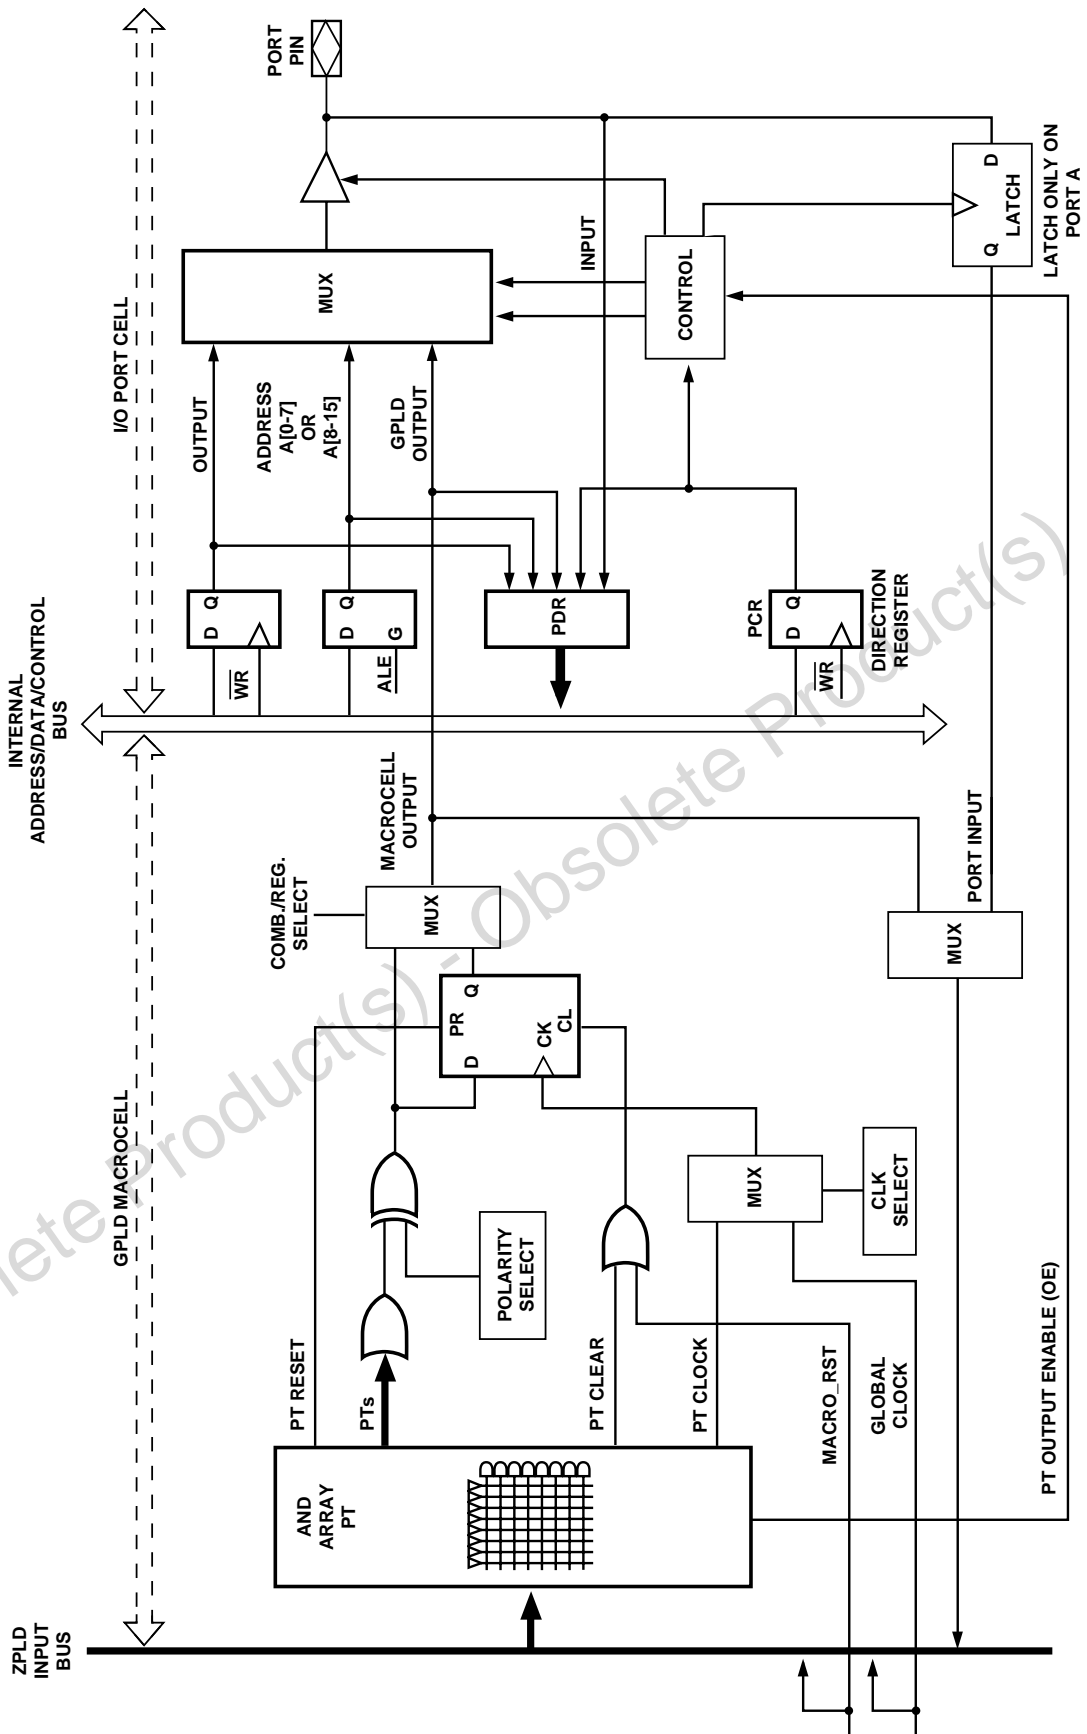 ZPLD
INPUT
BUS
INTERNAL
ADDRESS/DATA/CONTROL
BUS
GPLD MACROCELL
I/O PORT CELL
AND
ARRAY
PT
PT RESET
PTs
PT CLEAR
PT CLOCK
MACRO_RST
GLOBAL
CLOCK
PT OUTPUT ENABLE (OE)
POLARITY
SELECT
MUX
CLK
SELECT
PR
D
Q
CK
CL
COMB./REG.
SELECT
MUX
MACROCELL
OUTPUT
MUX
PORT INPUT
D Q
WR
D Q
G
ALE
PDR
PCR
D Q
WR
DIRECTION
REGISTER
OUTPUT
ADDRESS
A[0-7]
OR
A[8-15]
GPLD
OUTPUT
MUX
INPUT
CONTROL
PORT
PIN
Q
D
LATCH
LATCH ONLY ON
PORT A
lete Product(s) - Obsolete Product(s)